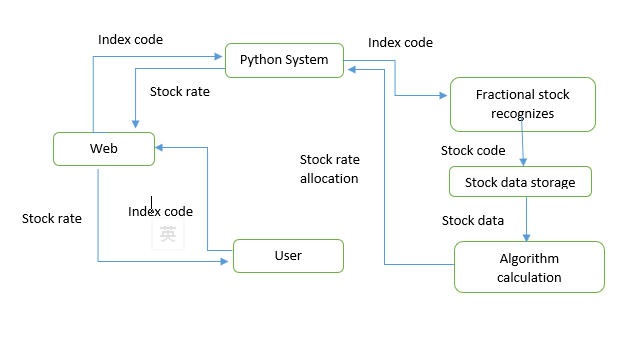 Index code
Python System
Index code
Stock rate
Fractional stock
recognizes
Web
Stock code
Stock rate
allocation
Stock data storage
Stock rate
Index code
英
Stock data
User
Algorithm
calculation